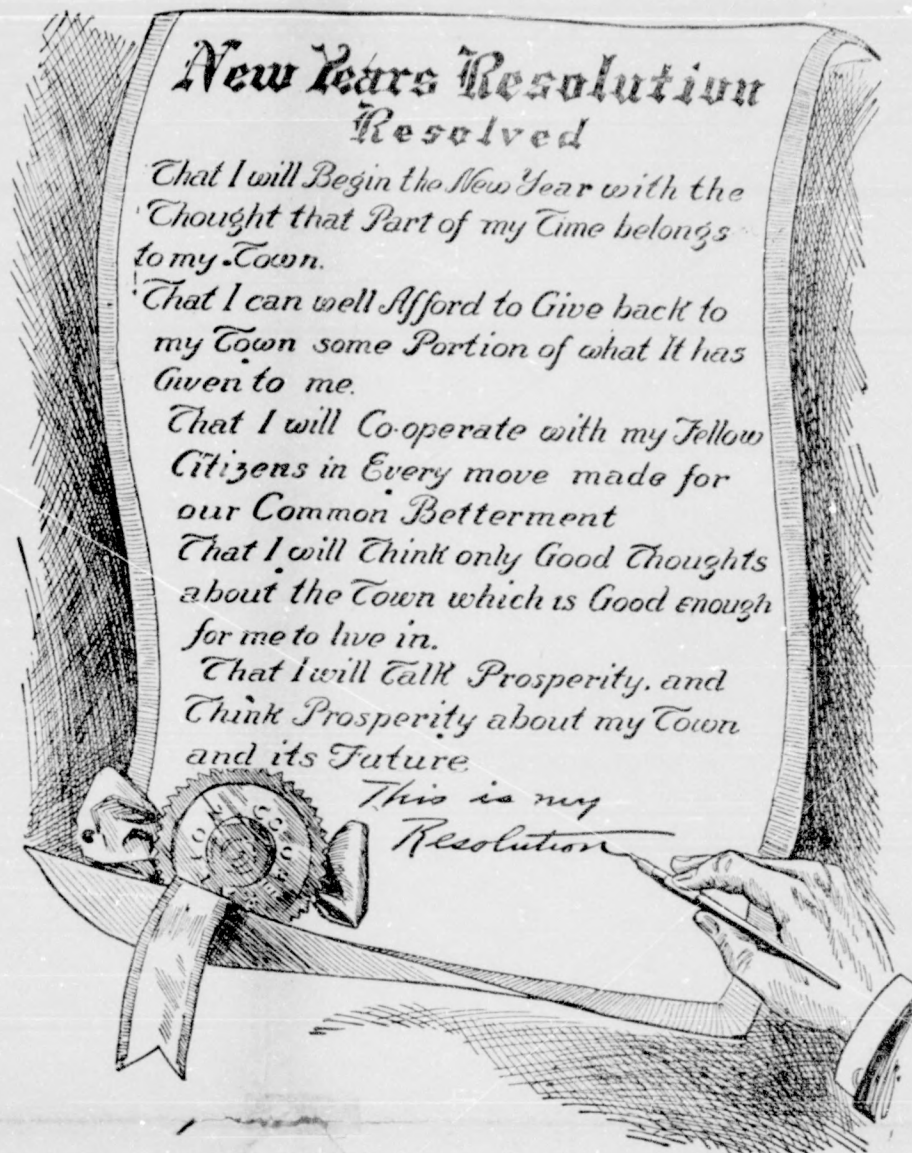 New Years Resolution
Resolved
That I will Begin the New Year with the
Thought that Part of my Time belongs
to my Town.
That I can well Afford to Give back to
my Town some Portion of what It has
Given to me.
That I will Co-operate with my Fellow
Citizens in Every move made for
our Common Betterment
That I will Think only Good Thoughts
about the Town which is Good enough
for me to live in.
That I will Talk Prosperity, and
Think Prosperity about my Town
and its Future
This is my
Resolution